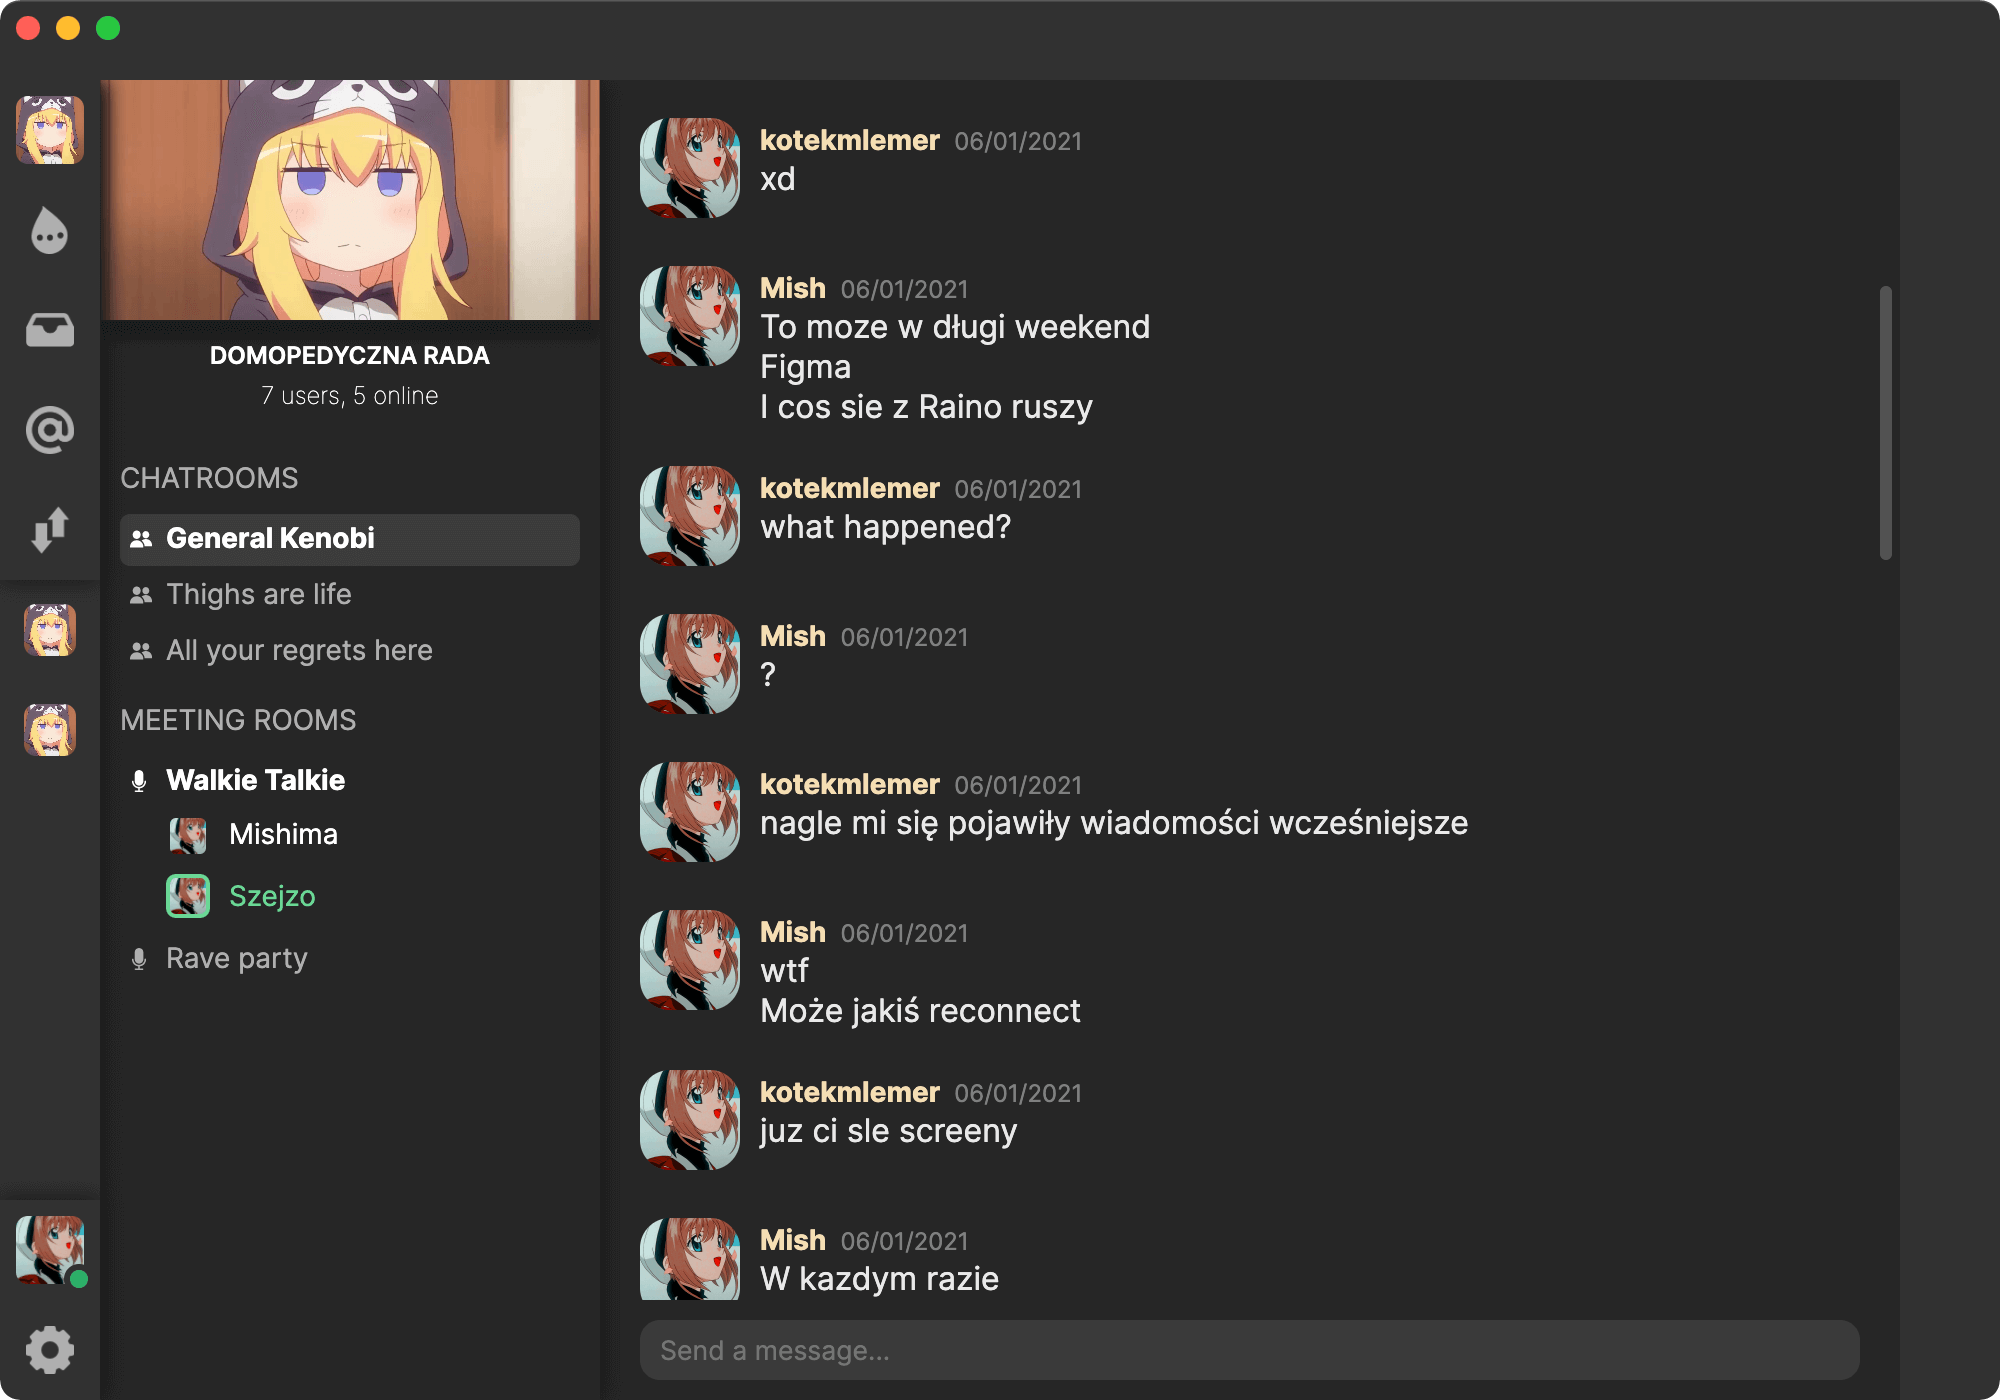 DOMOPEDYCZNA RADA
7 users, 5 online
CHATROOMS
General Kenobi
Thighs are life
All your regrets here
MEETING ROOMS
Walkie Talkie
Mishima
Szejzo
Rave party
kotekmlemer 06/01/2021
xd
Mish 06/01/2021
To moze w długi weekend
Figma
I cos sie z Raino ruszy
kotekmlemer 06/01/2021
what happened?
Mish 06/01/2021
?
kotekmlemer 06/01/2021
nagle mi się pojawiły wiadomości wcześniejsze
Mish 06/01/2021
wtf
Może jakiś reconnect
kotekmlemer 06/01/2021
juz ci sle screeny
Mish 06/01/2021
W kazdym razie
Send a message...